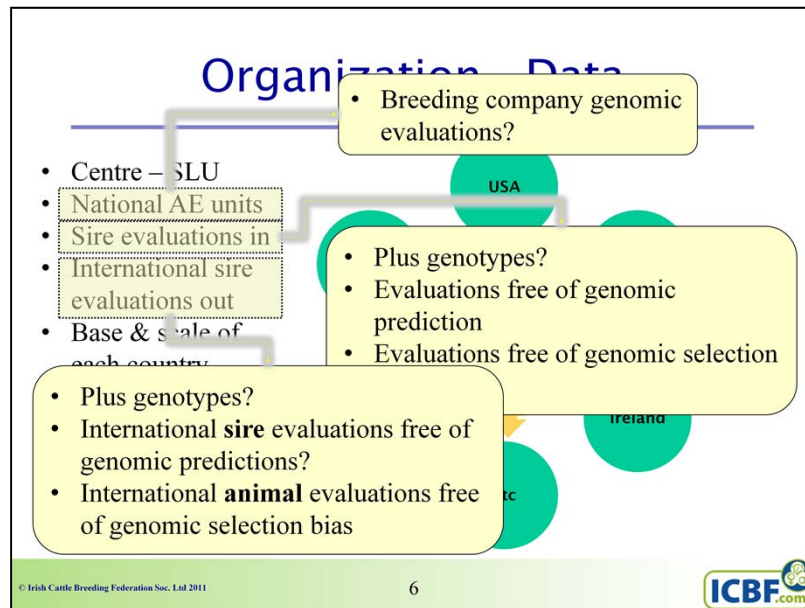 Organization - Data
• Breeding company genomic
evaluations?
• Centre – SLU
• National AE units
• Sire evaluations in
• International sire
evaluations out
• Base & scale of
each country
USA
• Plus genotypes?
• Evaluations free of genomic
prediction
• Evaluations free of genomic selection
Ireland
• Plus genotypes?
• International sire evaluations free of
genomic predictions?
• International animal evaluations free
of genomic selection bias
tc
© Irish Cattle Breeding Federation Soc. Ltd 2011
6
ICBF.com